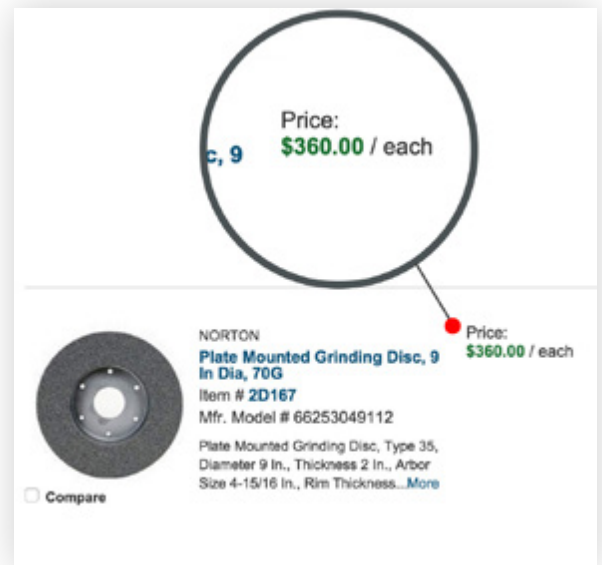 Price:
c, 9 $360.00 / each
NORTON
Plate Mounted Grinding Disc, 9
In Dia, 70G
Item # 2D167
Mfr. Model # 66253049112
Plate Mounted Grinding Disc, Type 35,
Diameter 9 In., Thickness 2 In., Arbor
Size 4-15/16 In., Rim Thickness...More
Price:
$360.00 / each
Compare